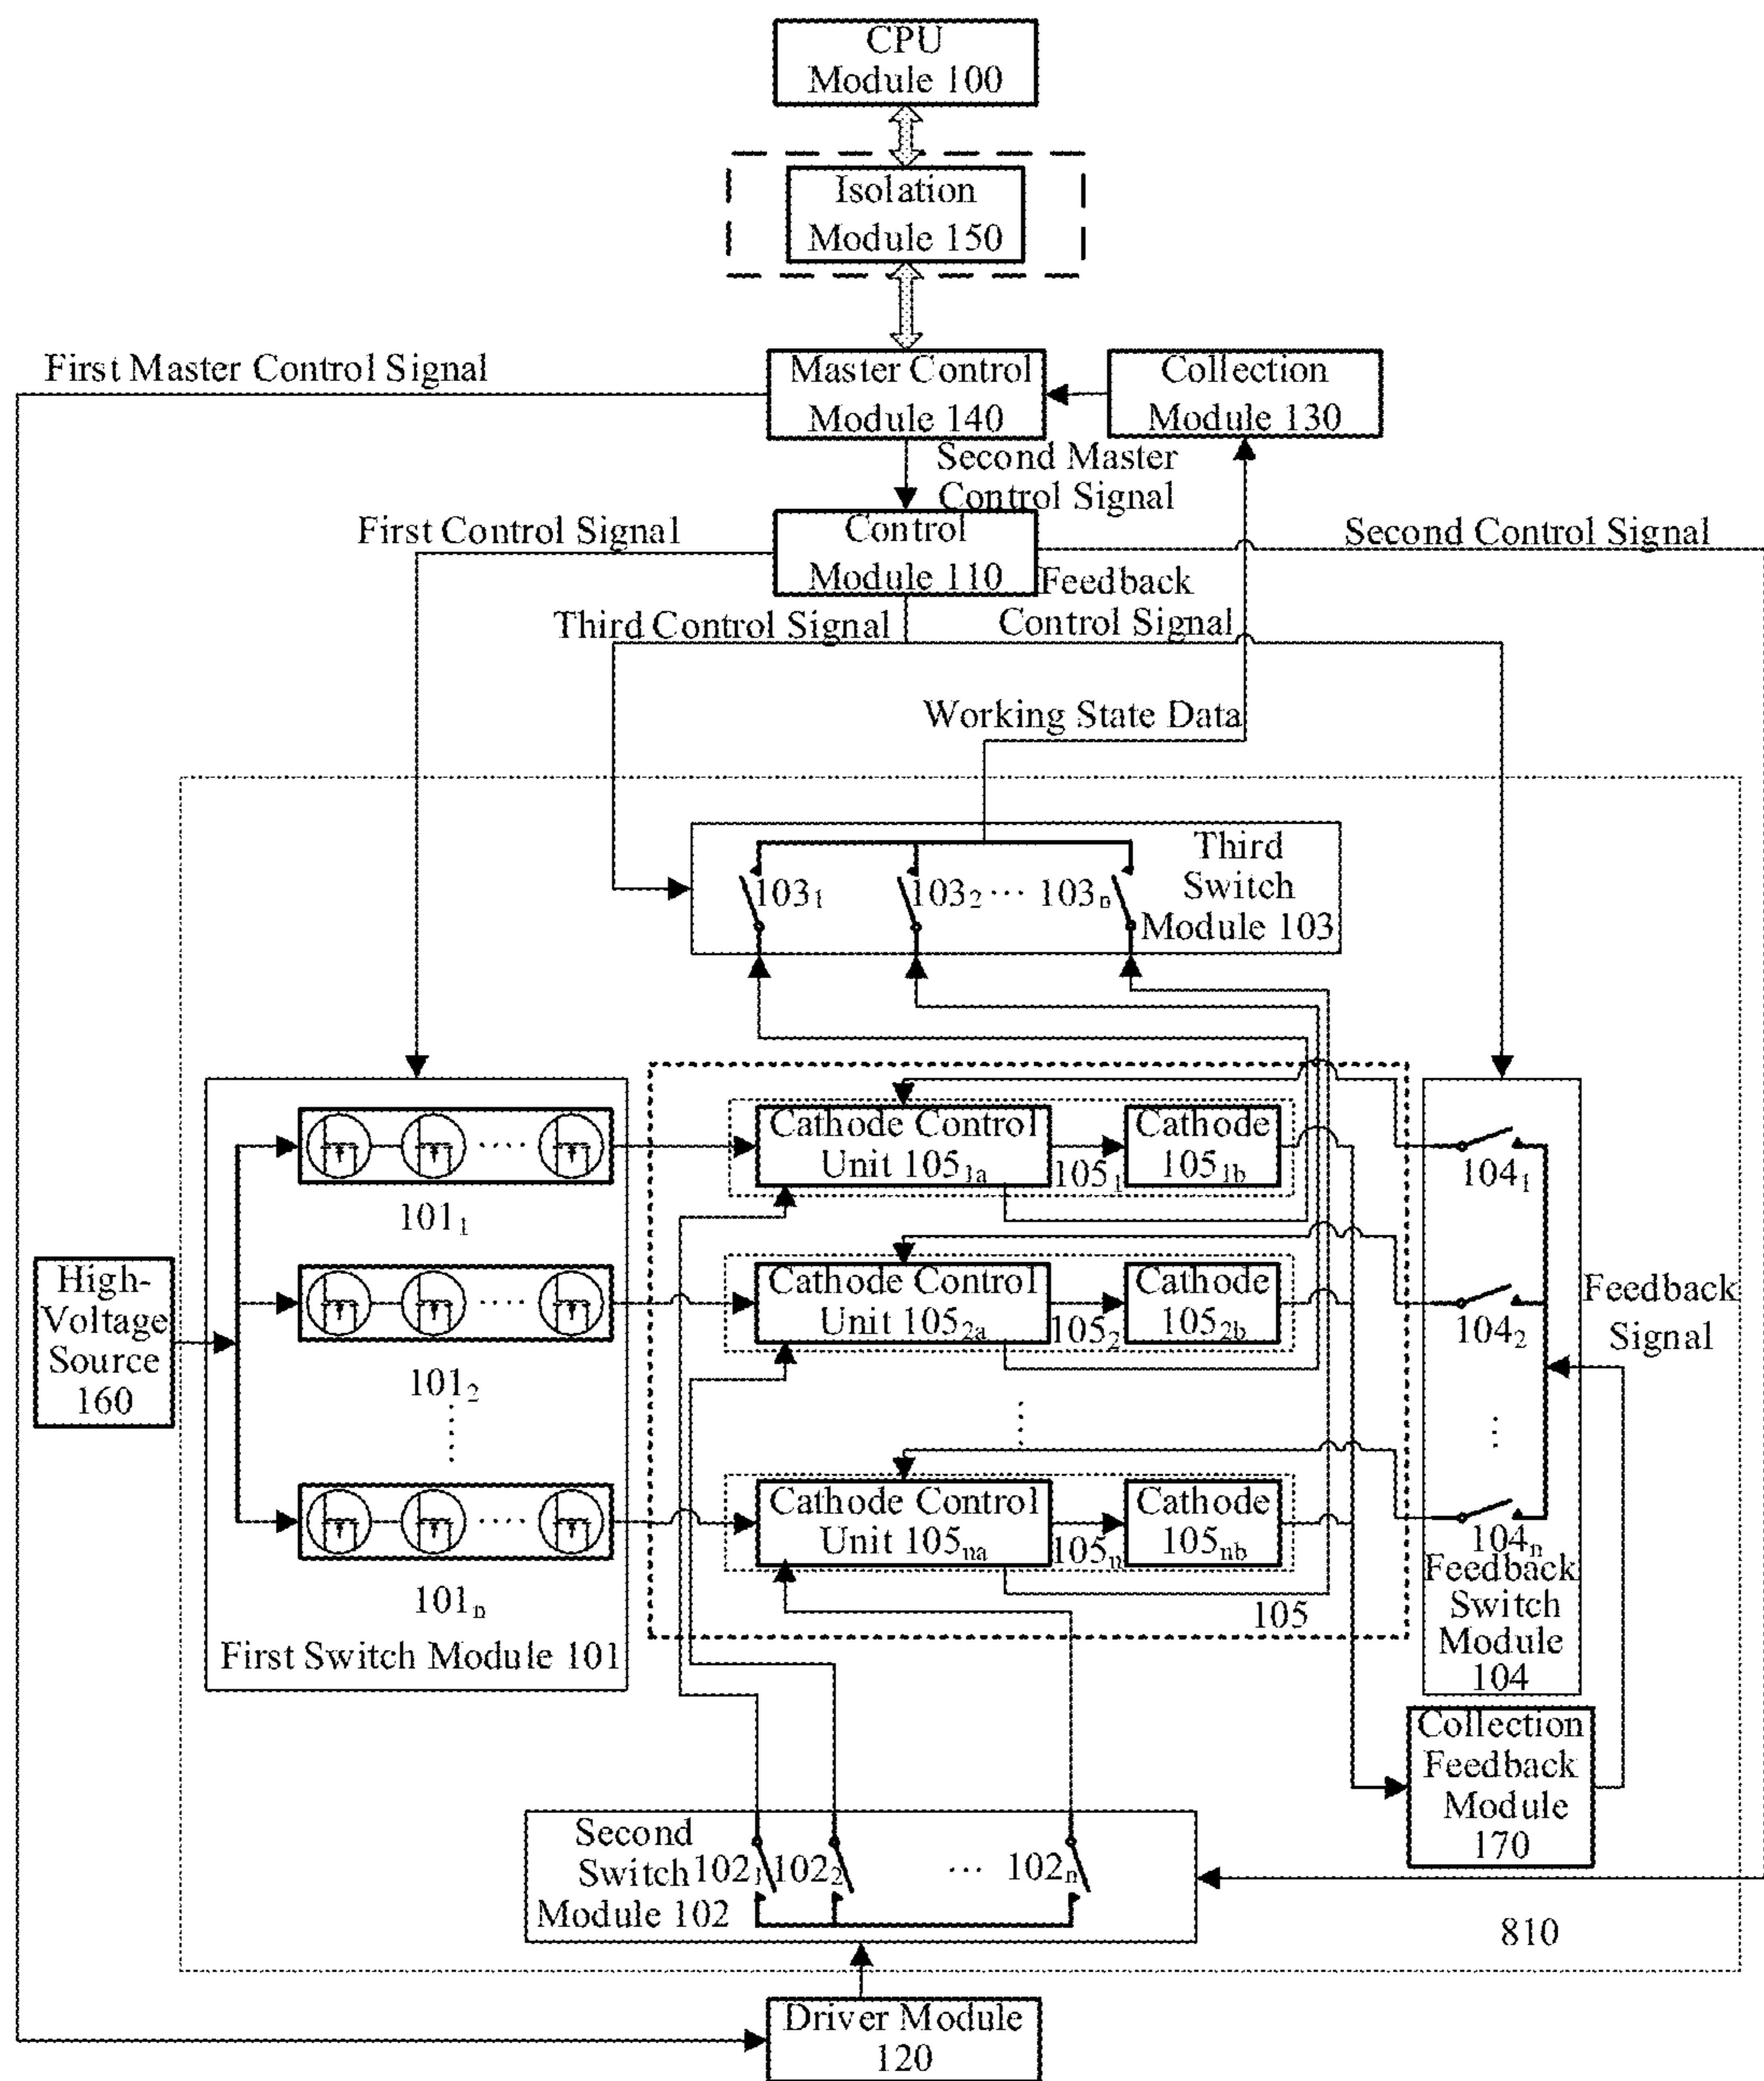 CPU
Module 100
Isolation
Module 150
First Master Control Signal
Master Control
Module 140
Collection
Module 130
Second Master
Control Signal
First Control Signal
Control
Module 110
Second Control Signal
Feedback
Control Signal
Third Control Signal
Working State Data
Third
Switch
Module 103
103₁
103₂ ··· 103ₙ
Cathode Control
Unit 105₁ₐ
105₁
Cathode
105₁b
104₁
101₁
High-
Voltage
Source
160
Cathode Control
Unit 105₂ₐ
105₂
Cathode
105₂b
104₂
Feedback
Signal
101₂
Cathode Control
Unit 105ₙₐ
105ₙ
Cathode
105ₙb
104ₙ
101ₙ
First Switch Module 101
105
Feedback
Switch
Module
104
Collection
Feedback
Module
170
Second
Switch
Module 102
102₁ 102₂ ··· 102ₙ
810
Driver Module
120